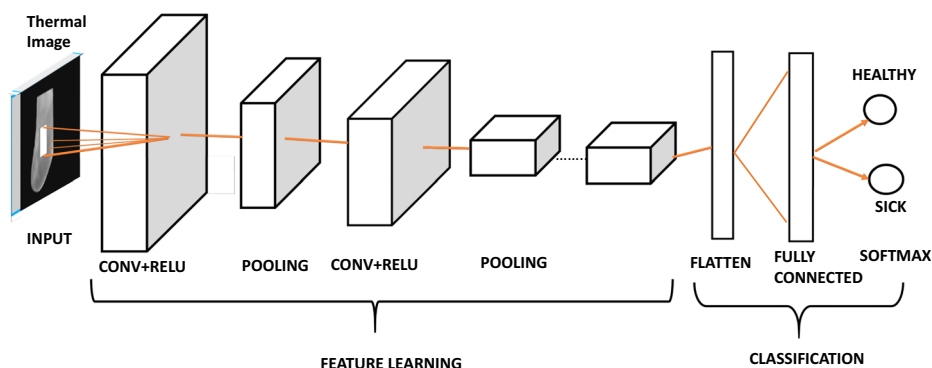 Thermal
Image
INPUT
CONV+RELU
POOLING
CONV+RELU
POOLING
FLATTEN
FULLY
CONNECTED
HEALTHY
SICK
SOFTMAX
FEATURE LEARNING
CLASSIFICATION